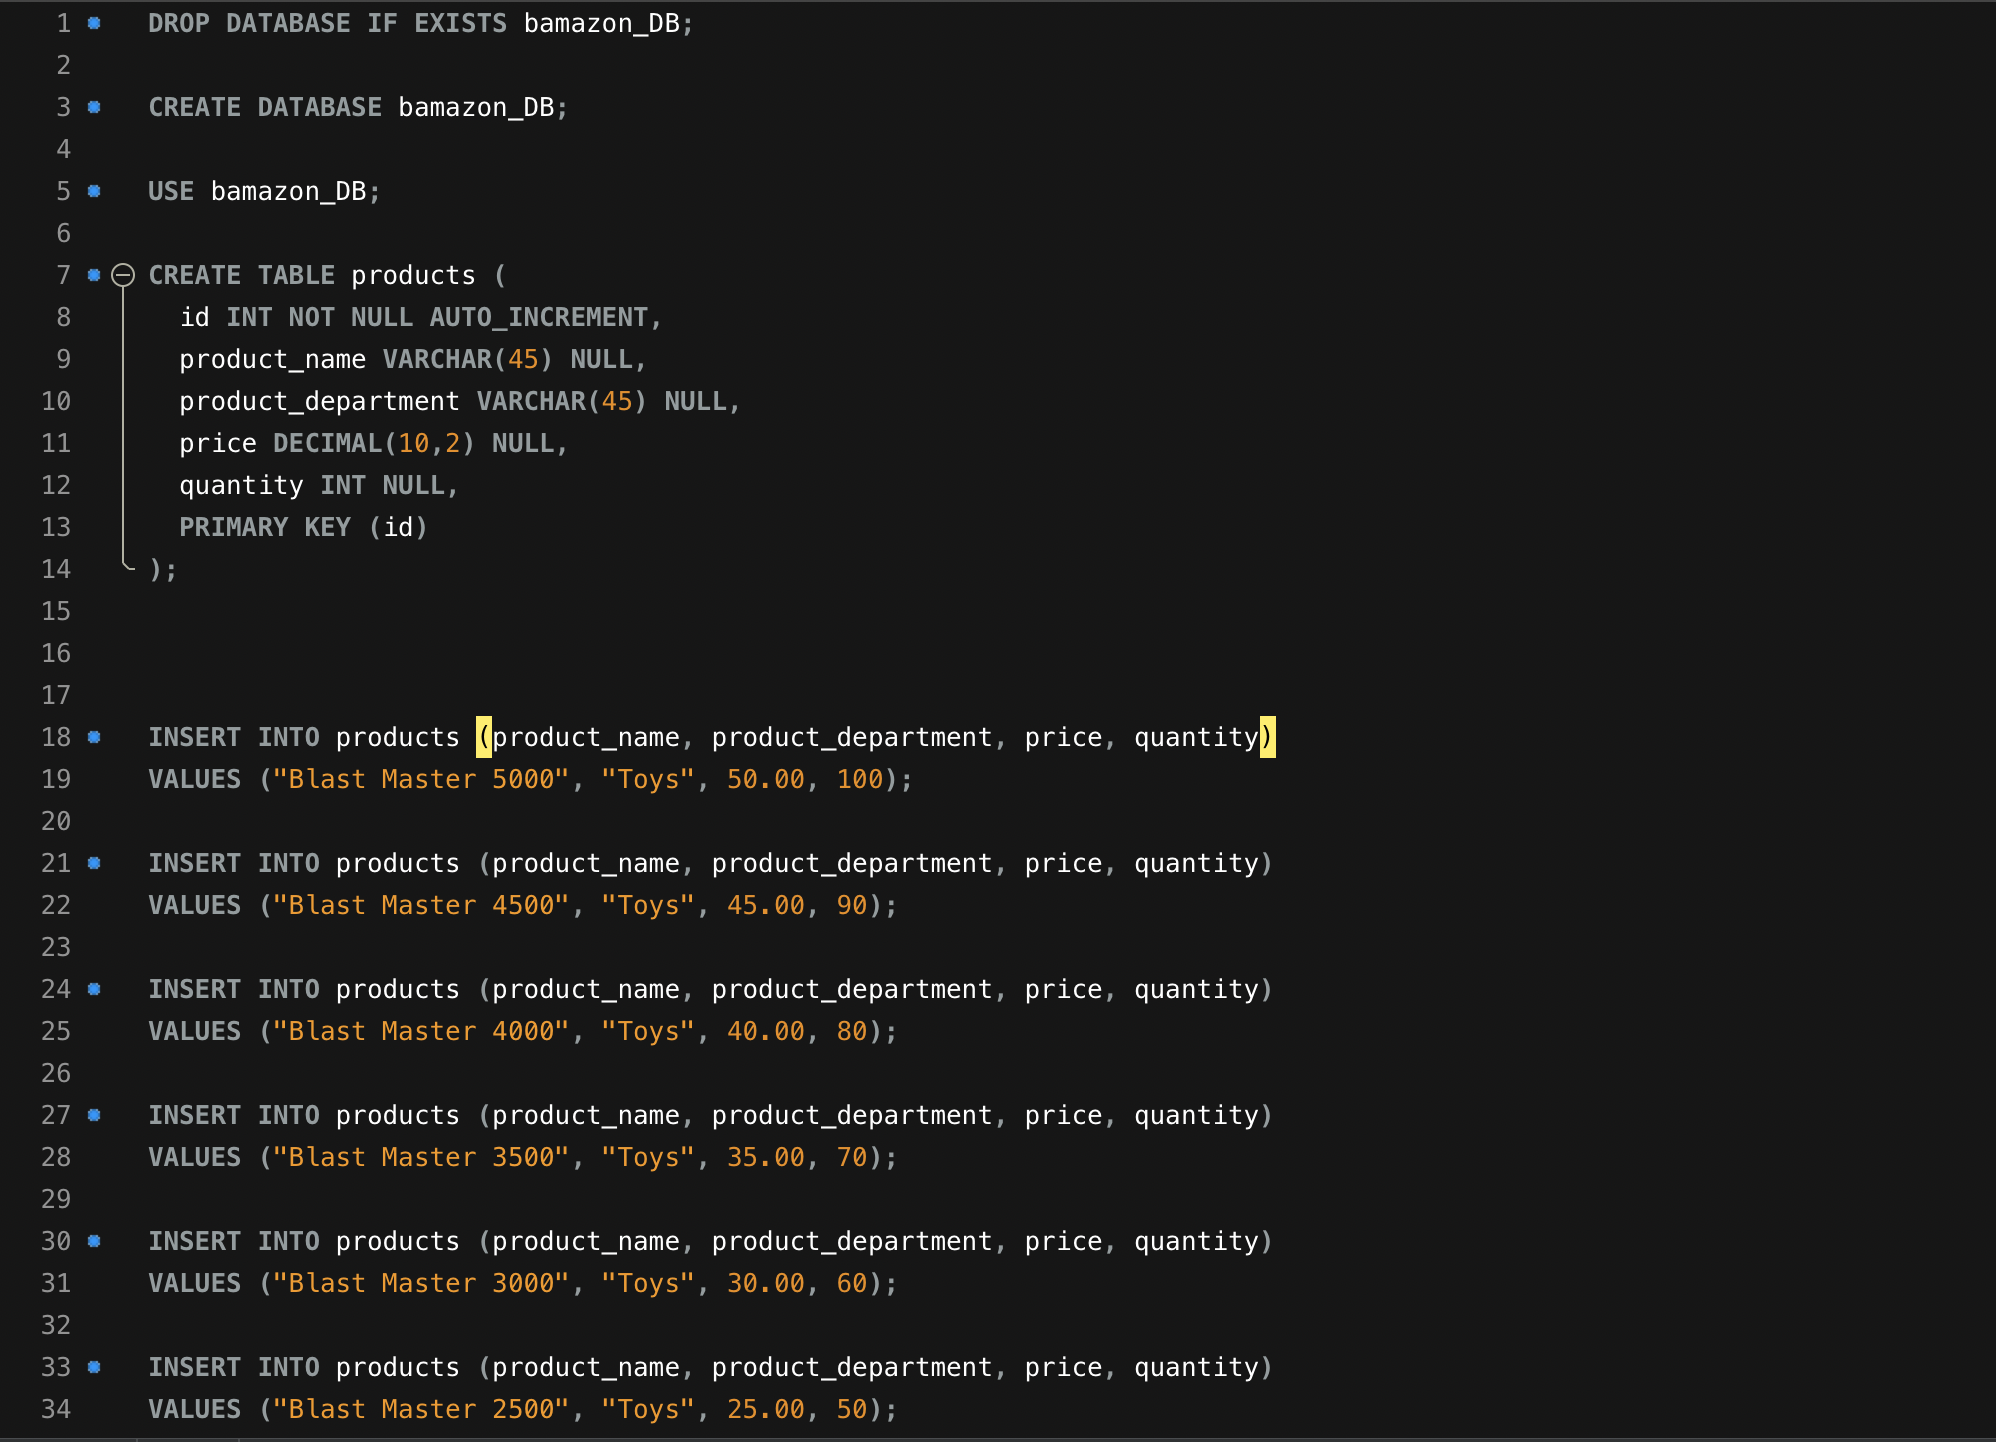 1 DROP DATABASE IF EXISTS bamazon_DB;
2
3 CREATE DATABASE bamazon_DB;
4
5 USE bamazon_DB;
6
7 CREATE TABLE products (
8 id INT NOT NULL AUTO_INCREMENT,
9 product_name VARCHAR(45) NULL,
10 product_department VARCHAR(45) NULL,
11 price DECIMAL(10,2) NULL,
12 quantity INT NULL,
13 PRIMARY KEY (id)
14 );
15
16
17
18 INSERT INTO products (product_name, product_department, price, quantity)
19 VALUES ("Blast Master 5000", "Toys", 50.00, 100);
20
21 INSERT INTO products (product_name, product_department, price, quantity)
22 VALUES ("Blast Master 4500", "Toys", 45.00, 90);
23
24 INSERT INTO products (product_name, product_department, price, quantity)
25 VALUES ("Blast Master 4000", "Toys", 40.00, 80);
26
27 INSERT INTO products (product_name, product_department, price, quantity)
28 VALUES ("Blast Master 3500", "Toys", 35.00, 70);
29
30 INSERT INTO products (product_name, product_department, price, quantity)
31 VALUES ("Blast Master 3000", "Toys", 30.00, 60);
32
33 INSERT INTO products (product_name, product_department, price, quantity)
34 VALUES ("Blast Master 2500", "Toys", 25.00, 50);